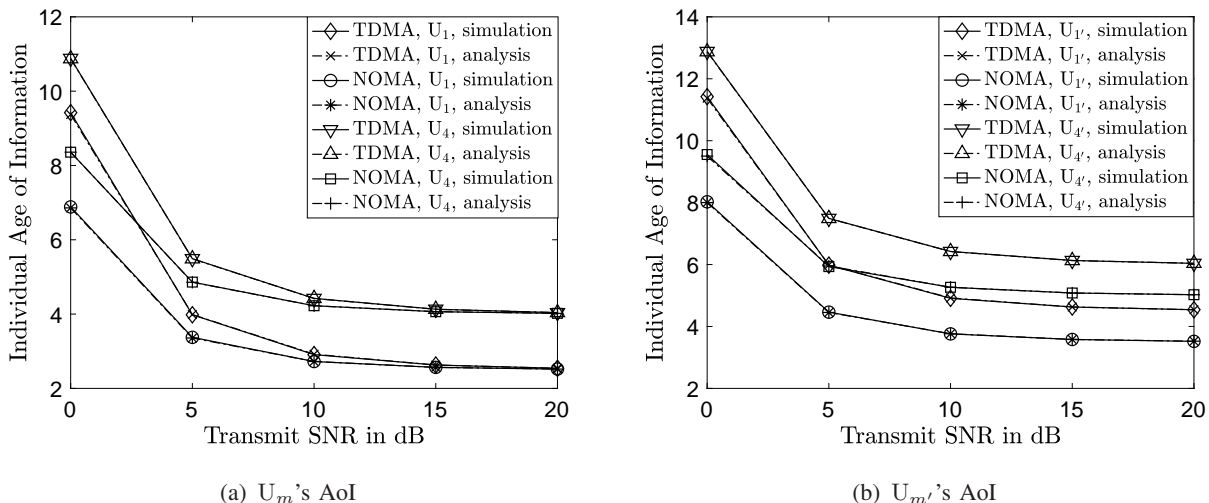 12
10
8
6
4
2
0
5
10
15
20
Individual Age of Information
Transmit SNR in dB
TDMA, U1, simulation
TDMA, U1, analysis
NOMA, U1, simulation
NOMA, U1, analysis
TDMA, U4, simulation
TDMA, U4, analysis
NOMA, U4, simulation
NOMA, U4, analysis
(a) Um's AoI
14
12
10
8
6
4
2
0
5
10
15
20
Individual Age of Information
Transmit SNR in dB
TDMA, U1′, simulation
TDMA, U1′, analysis
NOMA, U1′, simulation
NOMA, U1′, analysis
TDMA, U4′, simulation
TDMA, U4′, analysis
NOMA, U4′, simulation
NOMA, U4′, analysis
(b) Um′'s AoI